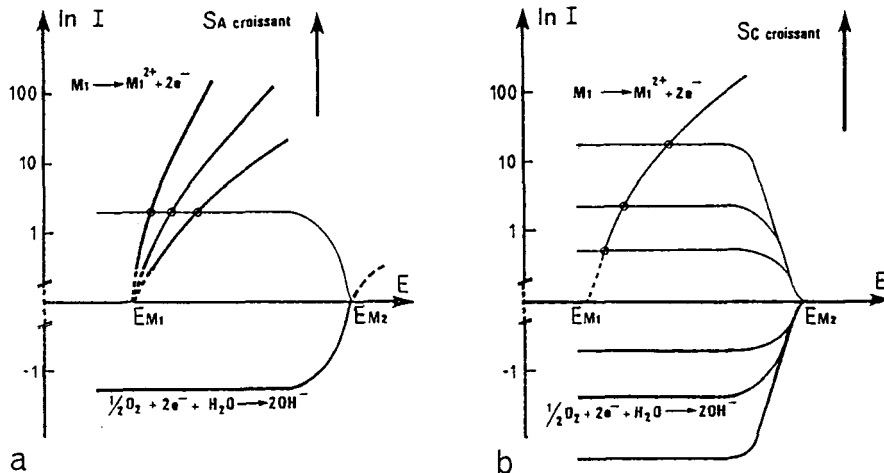 ln I
SA croissant
M1 → M1²⁺ + 2e⁻
100
10
1
E
EM1
EM2
-1
½O₂ + 2e⁻ + H₂O → 2OH⁻
a
ln I
SC croissant
M1 → M1²⁺ + 2e⁻
100
10
1
E
EM1
EM2
-1
½O₂ + 2e⁻ + H₂O → 2OH⁻
b